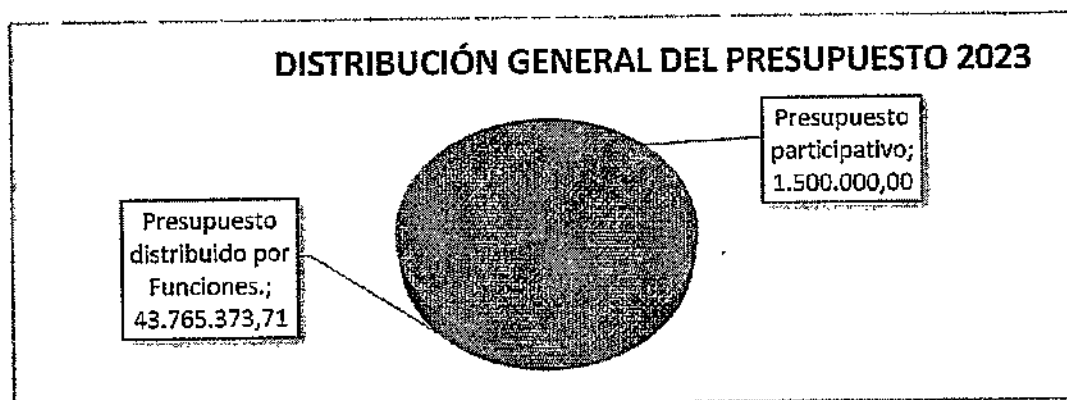 DISTRIBUCIÓN GENERAL DEL PRESUPUESTO 2023
Presupuesto
participativo;
1.500.000,00
Presupuesto
distribuido por
Funciones.;
43.765.373,71